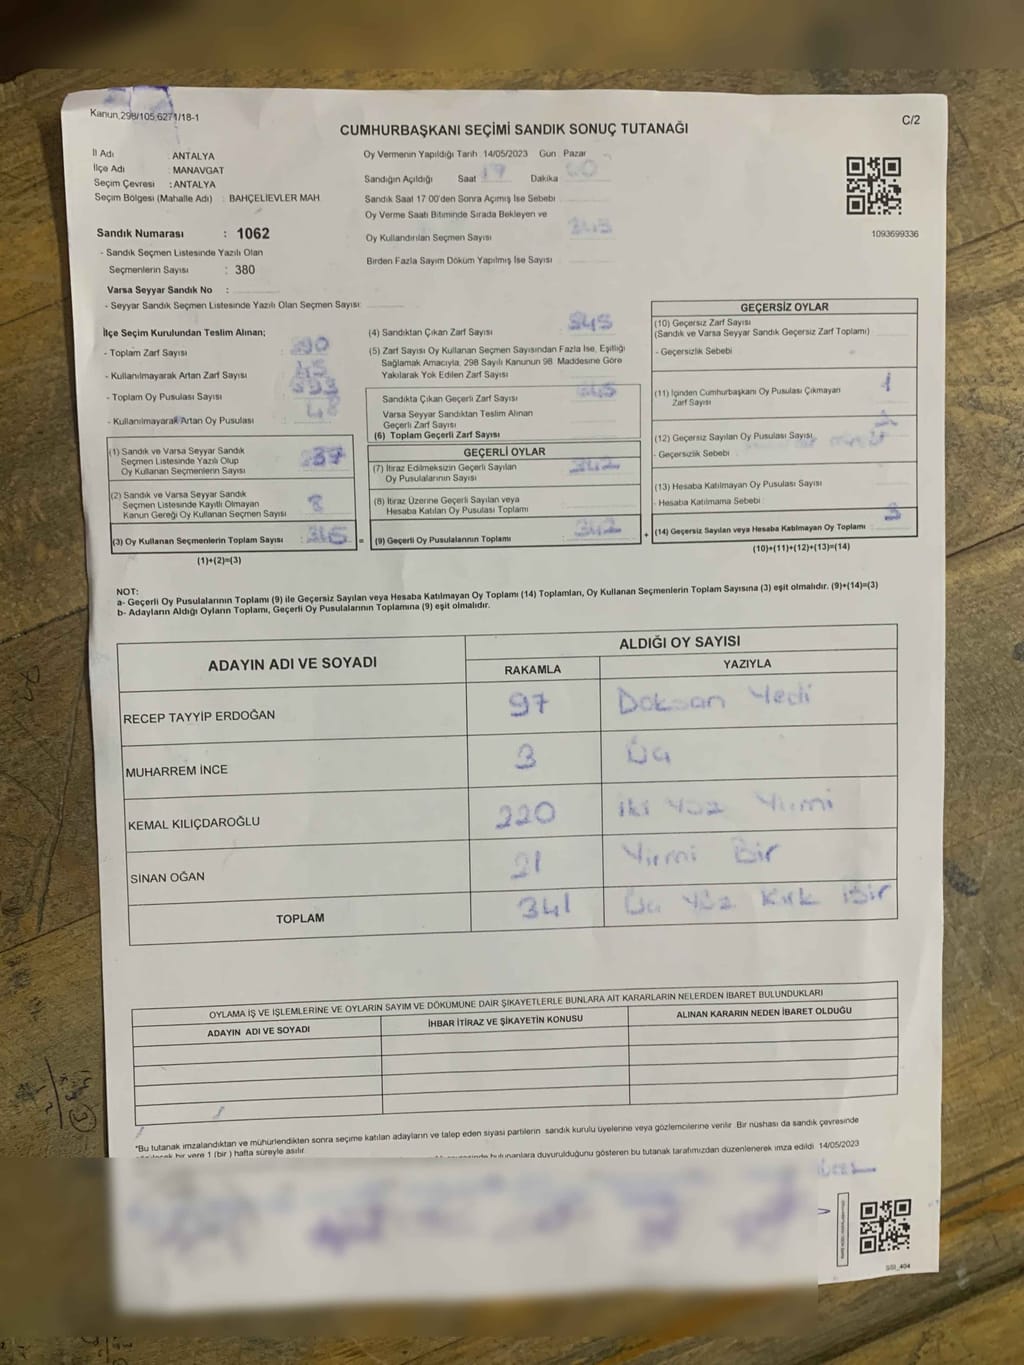 Kanun,298/105,6271/18-1
C/2
CUMHURBAŞKANI SEÇİMİ SANDIK SONUÇ TUTANAĞI
İl Adı : ANTALYA
İlçe Adı : MANAVGAT
Seçim Çevresi : ANTALYA
Seçim Bölgesi (Mahalle Adı) : BAHÇELİEVLER MAH.
Oy Vermenin Yapıldığı Tarih 14/05/2023 Gün Pazar
Sandığın Açıldığı Saat 17 Dakika
Sandık Saat 17 00'den Sonra Açımış İse Sebebi
Oy Verme Saati Bitiminde Sırada Bekleyen ve
Oy Kullandırılan Seçmen Sayısı
Birden Fazla Sayım Döküm Yapılmış İse Sayısı
1093699336
Sandık Numarası : 1062
- Sandık Seçmen Listesinde Yazılı Olan
Seçmenlerin Sayısı : 380
Varsa Seyyar Sandık No :
- Seyyar Sandık Seçmen Listesinde Yazılı Olan Seçmen Sayısı:
İlçe Seçim Kurulundan Teslim Alınan;
- Toplam Zarf Sayısı
- Kullanılmayarak Artan Zarf Sayısı
- Toplam Oy Pusulası Sayısı
- Kullanılmayarak Artan Oy Pusulası : 48
(1) Sandık ve Varsa Seyyar Sandık
Seçmen Listesinde Yazılı Olup
Oy Kullanan Seçmenlerin Sayısı : 337
(2) Sandık ve Varsa Seyyar Sandık
Seçmen Listesinde Kayıtlı Olmayan
Kanun Gereği Oy Kullanan Seçmen Sayısı : 8
(3) Oy Kullanan Seçmenlerin Toplam Sayısı : 345 =
(1)+(2)=(3)
(4) Sandıktan Çıkan Zarf Sayısı 345
(5) Zarf Sayısı Oy Kullanan Seçmen Sayısından Fazla İse, Eşitliği
Sağlamak Amacıyla, 298 Sayılı Kanunun 98. Maddesine Göre
Yakılarak Yok Edilen Zarf Sayısı
Sandıkta Çıkan Geçerli Zarf Sayısı 345
Varsa Seyyar Sandıktan Teslim Alınan
Geçerli Zarf Sayısı
(6) Toplam Geçerli Zarf Sayısı
GEÇERLİ OYLAR
(7) İtiraz Edilmeksizin Geçerli Sayılan
Oy Pusulalarının Sayısı 342
(8) İtiraz Üzerine Geçerli Sayılan veya
Hesaba Katılan Oy Pusulası Toplamı
(9) Geçerli Oy Pusulalarının Toplamı : 342 +
GEÇERSİZ OYLAR
(10) Geçersiz Zarf Sayısı
(Sandık ve Varsa Seyyar Sandık Geçersiz Zarf Toplamı)
- Geçersizlik Sebebi
(11) İçinden Cumhurbaşkanı Oy Pusulası Çıkmayan
Zarf Sayısı 1
(12) Geçersiz Sayılan Oy Pusulası Sayısı
- Geçersizlik Sebebi
(13) Hesaba Katılmayan Oy Pusulası Sayısı
- Hesaba Katılmama Sebebi
(14) Geçersiz Sayılan veya Hesaba Katılmayan Oy Toplamı : 3
(10)+(11)+(12)+(13)=(14)
NOT:
a- Geçerli Oy Pusulalarının Toplamı (9) ile Geçersiz Sayılan veya Hesaba Katılmayan Oy Toplamı (14) Toplamları, Oy Kullanan Seçmenlerin Toplam Sayısına (3) eşit olmalıdır. (9)+(14)=(3)
b- Adayların Aldığı Oyların Toplamı, Geçerli Oy Pusulalarının Toplamına (9) eşit olmalıdır.
ADAYIN ADI VE SOYADI
ALDIĞI OY SAYISI
RAKAMLA YAZIYLA
RECEP TAYYİP ERDOĞAN 97 Doksan Yedi
MUHARREM İNCE 3 Üç
KEMAL KILIÇDAROĞLU 220 iki yüz Yirmi
SİNAN OĞAN 21 Yirmi Bir
TOPLAM 341 Üç Yüz Kırk Bir
OYLAMA İŞ VE İŞLEMLERİNE VE OYLARIN SAYIM VE DÖKÜMÜNE DAİR ŞİKAYETLERLE BUNLARA AİT KARARLARIN NELERDEN İBARET BULUNDUKLARI
ADAYIN ADI VE SOYADI İHBAR İTİRAZ VE ŞİKAYETİN KONUSU ALINAN KARARIN NEDEN İBARET OLDUĞU
*Bu tutanak imzalandıktan ve mühürlendikten sonra seçime katılan adayların ve talep eden siyasi partilerin sandık kurulu üyelerine veya gözlemcilerine verilir. Bir nüshası da sandık çevresinde
bir yere 1 (bir) hafta süreyle asılır.
bulunanlara duyurulduğunu gösteren bu tutanak tarafımızdan düzenlenerek imza edildi 14/05/2023